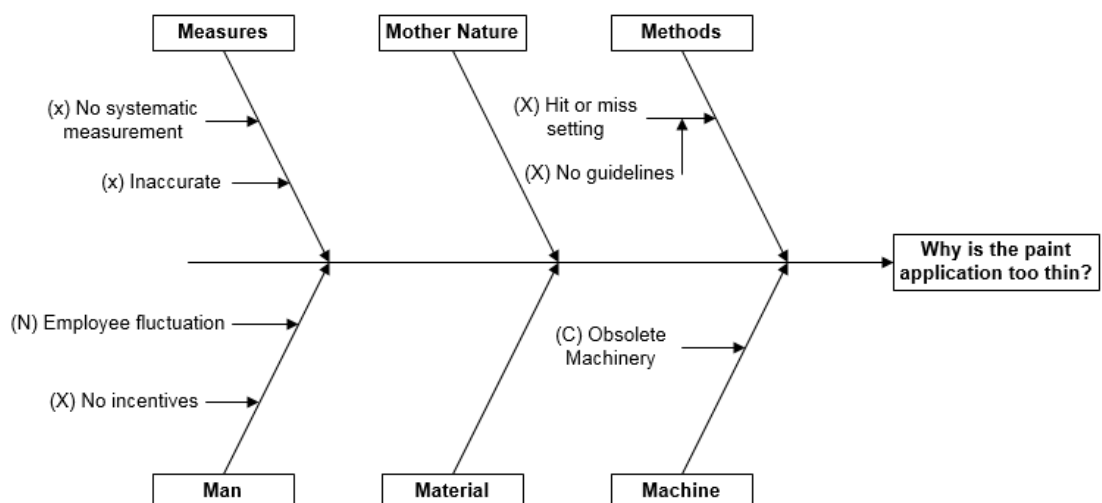 Measures
Mother Nature
Methods
(x) No systematic
measurement
(X) Hit or miss
setting
(x) Inaccurate
(X) No guidelines
Why is the paint
application too thin?
(N) Employee fluctuation
(C) Obsolete
Machinery
(X) No incentives
Man
Material
Machine